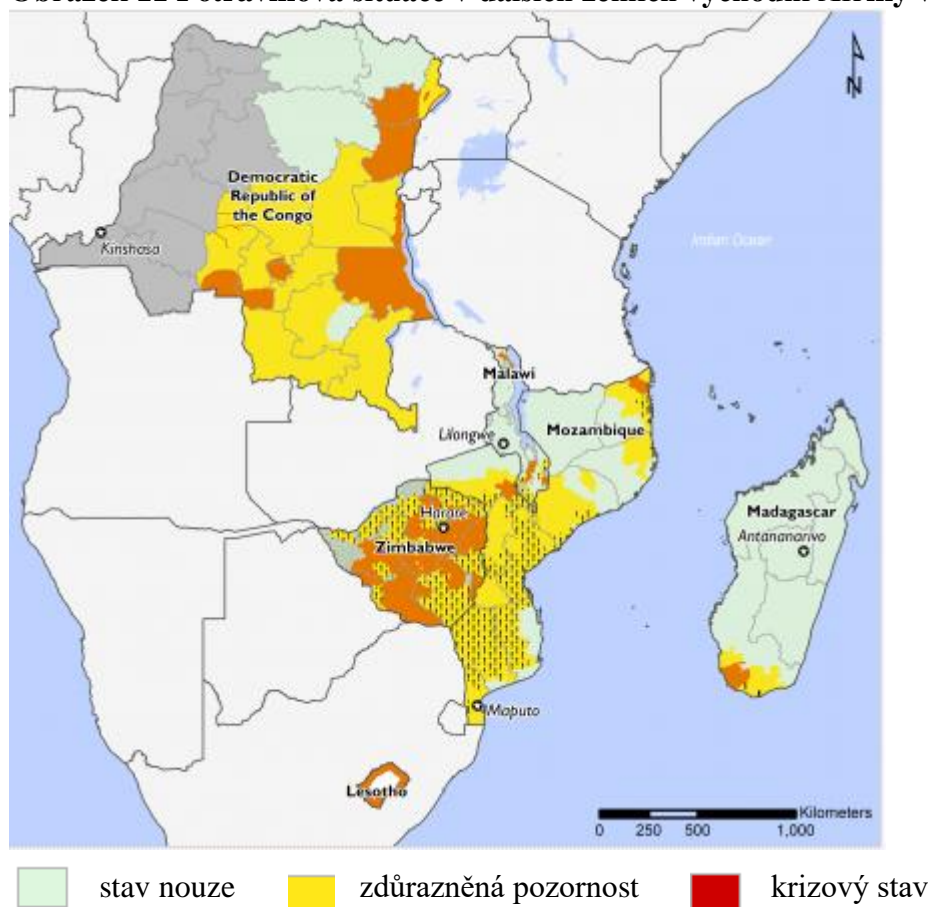 Democratic
Republic of
the Congo
Kinshasa
Indian Ocean
Malawi
Lilongwe
Mozambique
Harare
Zimbabwe
Madagascar
Antananarivo
Maputo
Lesotho
N
Kilometers
0 250 500 1,000
stav nouze zdůrazněná pozornost krizový stav